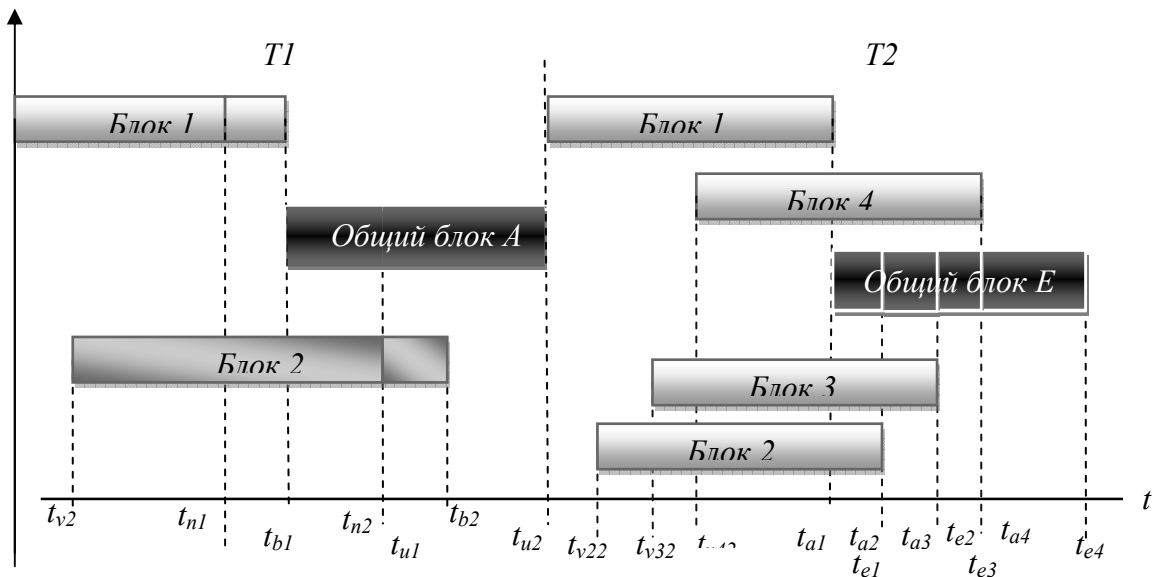 T1 T2
Блок 1 Блок 1
Блок 4
Общий блок А
Общий блок Е
Блок 2
Блок 3
Блок 2
t
tv2 tn1 tb1 tn2 tu1 tb2 tu2 tv22 tv32 ta1 ta2 ta3 te2 ta4 te4
te1 te3